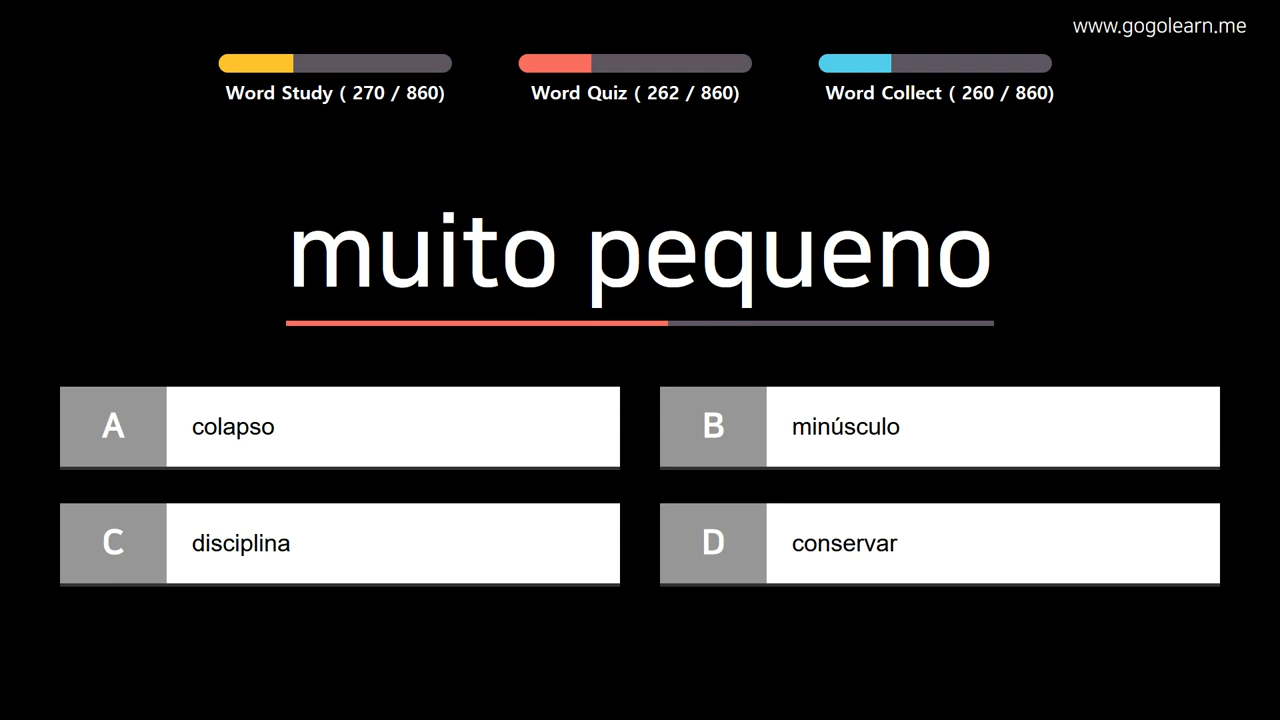 www.gogolearn.me
Word Study ( 270 / 860)
Word Quiz ( 262 / 860)
Word Collect ( 260 / 860)
muito pequeno
A
colapso
B
minúsculo
C
disciplina
D
conservar